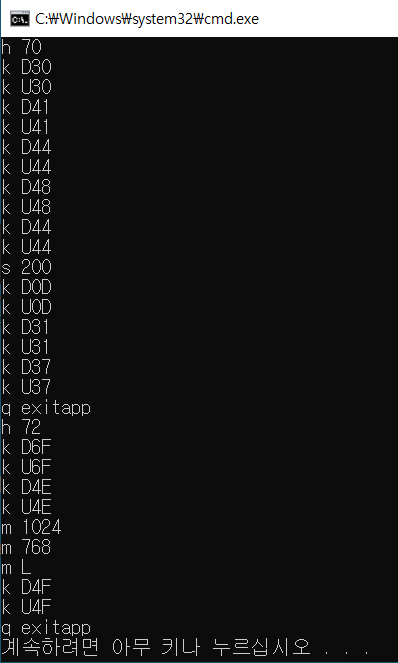 C:₩Windows₩system32₩cmd.exe
h 70
k D30
k U30
k D41
k U41
k D44
k U44
k D48
k U48
k D44
k U44
s 200
k D0D
k U0D
k D31
k U31
k D37
k U37
q exitapp
h 72
k D6F
k U6F
k D4E
k U4E
m 1024
m 768
m L
k D4F
k U4F
q exitapp
계속하려면 아무 키나 누르십시오 . . .